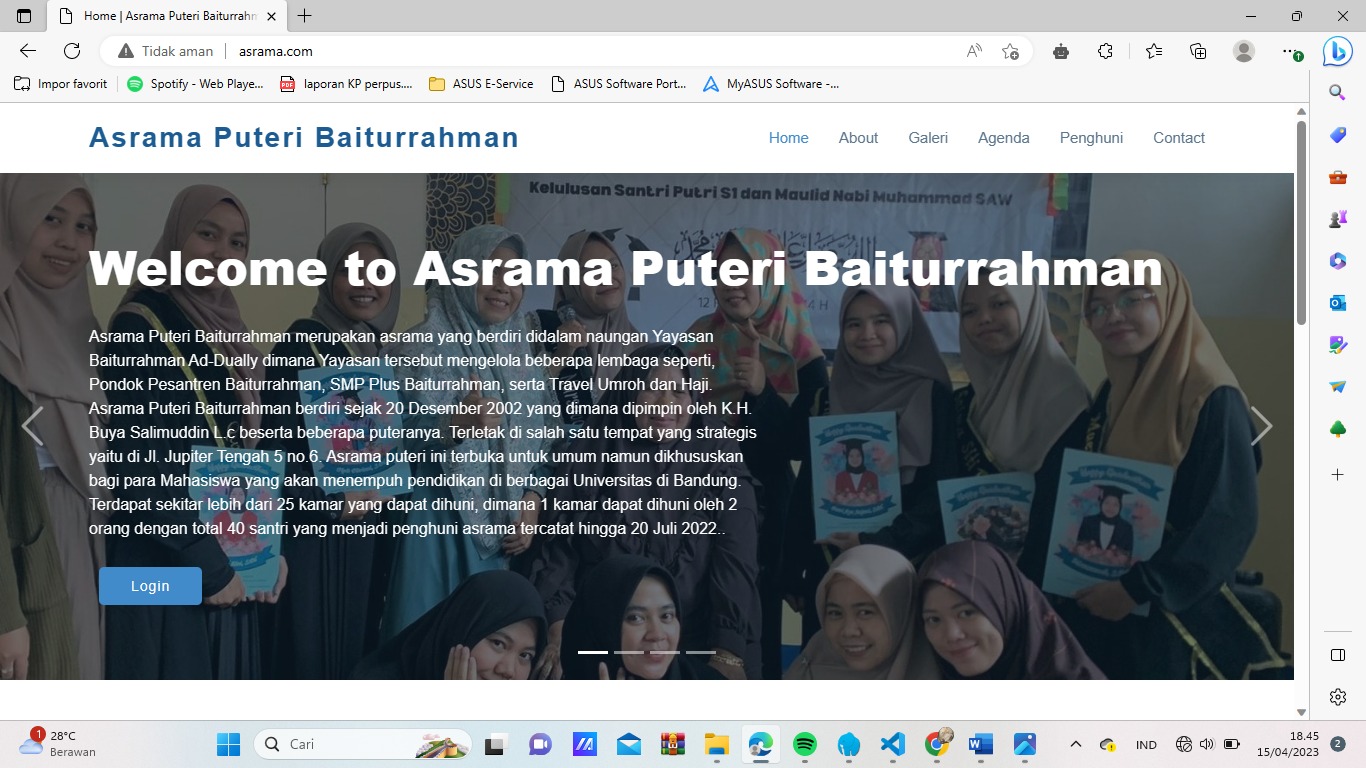 Home | Asrama Puteri Baiturrahm
Tidak aman
asrama.com
Impor favorit
Spotify - Web Playe...
laporan KP perpus....
ASUS E-Service
ASUS Software Port...
MyASUS Software -...
Asrama Puteri Baiturrahman
Home
About
Galeri
Agenda
Penghuni
Contact
Kelulusan Santri Putri S1 dan Maulid Nabi Muhammad SAW
Welcome to Asrama Puteri Baiturrahman
Asrama Puteri Baiturrahman merupakan asrama yang berdiri didalam naungan Yayasan
Baiturrahman Ad-Dually dimana Yayasan tersebut mengelola beberapa lembaga seperti,
Pondok Pesantren Baiturrahman, SMP Plus Baiturrahman, serta Travel Umroh dan Haji.
Asrama Puteri Baiturrahman berdiri sejak 20 Desember 2002 yang dimana dipimpin oleh K.H.
Buya Salimuddin L.c beserta beberapa puteranya. Terletak di salah satu tempat yang strategis
yaitu di Jl. Jupiter Tengah 5 no.6. Asrama puteri ini terbuka untuk umum namun dikhususkan
bagi para Mahasiswa yang akan menempuh pendidikan di berbagai Universitas di Bandung.
Terdapat sekitar lebih dari 25 kamar yang dapat dihuni, dimana 1 kamar dapat dihuni oleh 2
orang dengan total 40 santri yang menjadi penghuni asrama tercatat hingga 20 Juli 2022..
Login
1
28°C
Berawan
Cari
IND
18.45
15/04/2023
2